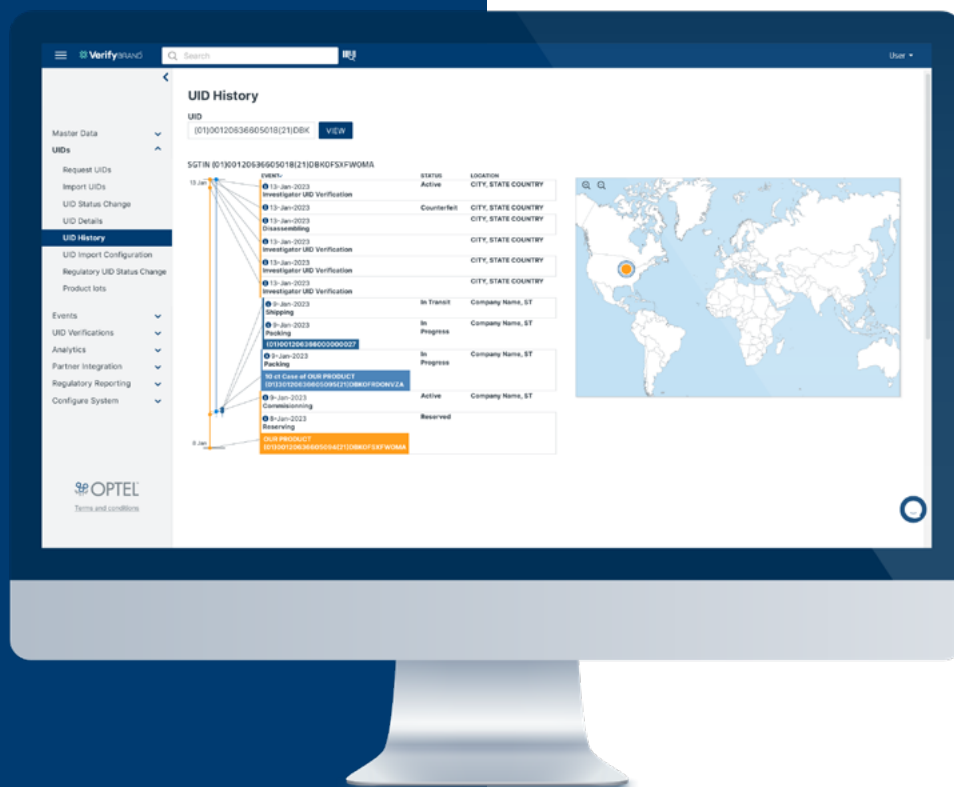 VerifyBRAND
Search
User
UID History
UID
(01)00120636605018(21)DBK
VIEW
Master Data
UIDs
Request UIDs
Import UIDs
UID Status Change
UID Details
UID History
UID Import Configuration
Regulatory UID Status Change
Product lots
Events
UID Verifications
Analytics
Partner Integration
Regulatory Reporting
Configure System
OPTEL
Terms and conditions
SGTIN (01)00120636605018(21)DBKOFSXFWOMA
EVENT STATUS LOCATION
13 Jan
13-Jan-2023 Active CITY, STATE COUNTRY
Investigator UID Verification
13-Jan-2023 Counterfeit CITY, STATE COUNTRY
13-Jan-2023 CITY, STATE COUNTRY
Disassembling
13-Jan-2023 CITY, STATE COUNTRY
Investigator UID Verification
13-Jan-2023 CITY, STATE COUNTRY
Investigator UID Verification
13-Jan-2023 CITY, STATE COUNTRY
Investigator UID Verification
9-Jan-2023 In Transit Company Name, ST
Shipping
9-Jan-2023 In Progress Company Name, ST
Packing
(01)001206366000000027
9-Jan-2023 In Progress Company Name, ST
Packing
10 ct Case of OUR PRODUCT
9-Jan-2023 Active Company Name, ST
Commisionning
Reserved
Reserving
9 Jan
OUR PRODUCT